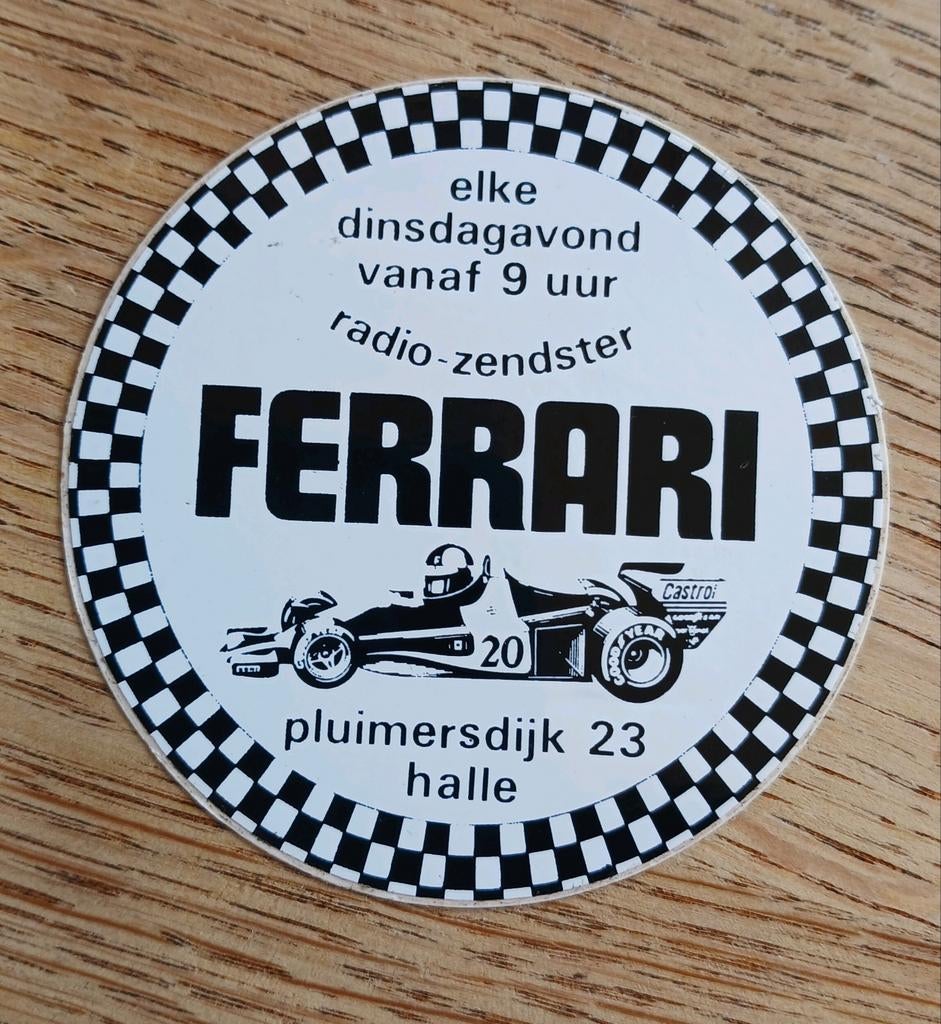 elke
dinsdagavond
vanaf 9 uur
radio-zendster
FERRARI
Castrol
20
GOODYEAR
pluimersdijk 23
halle